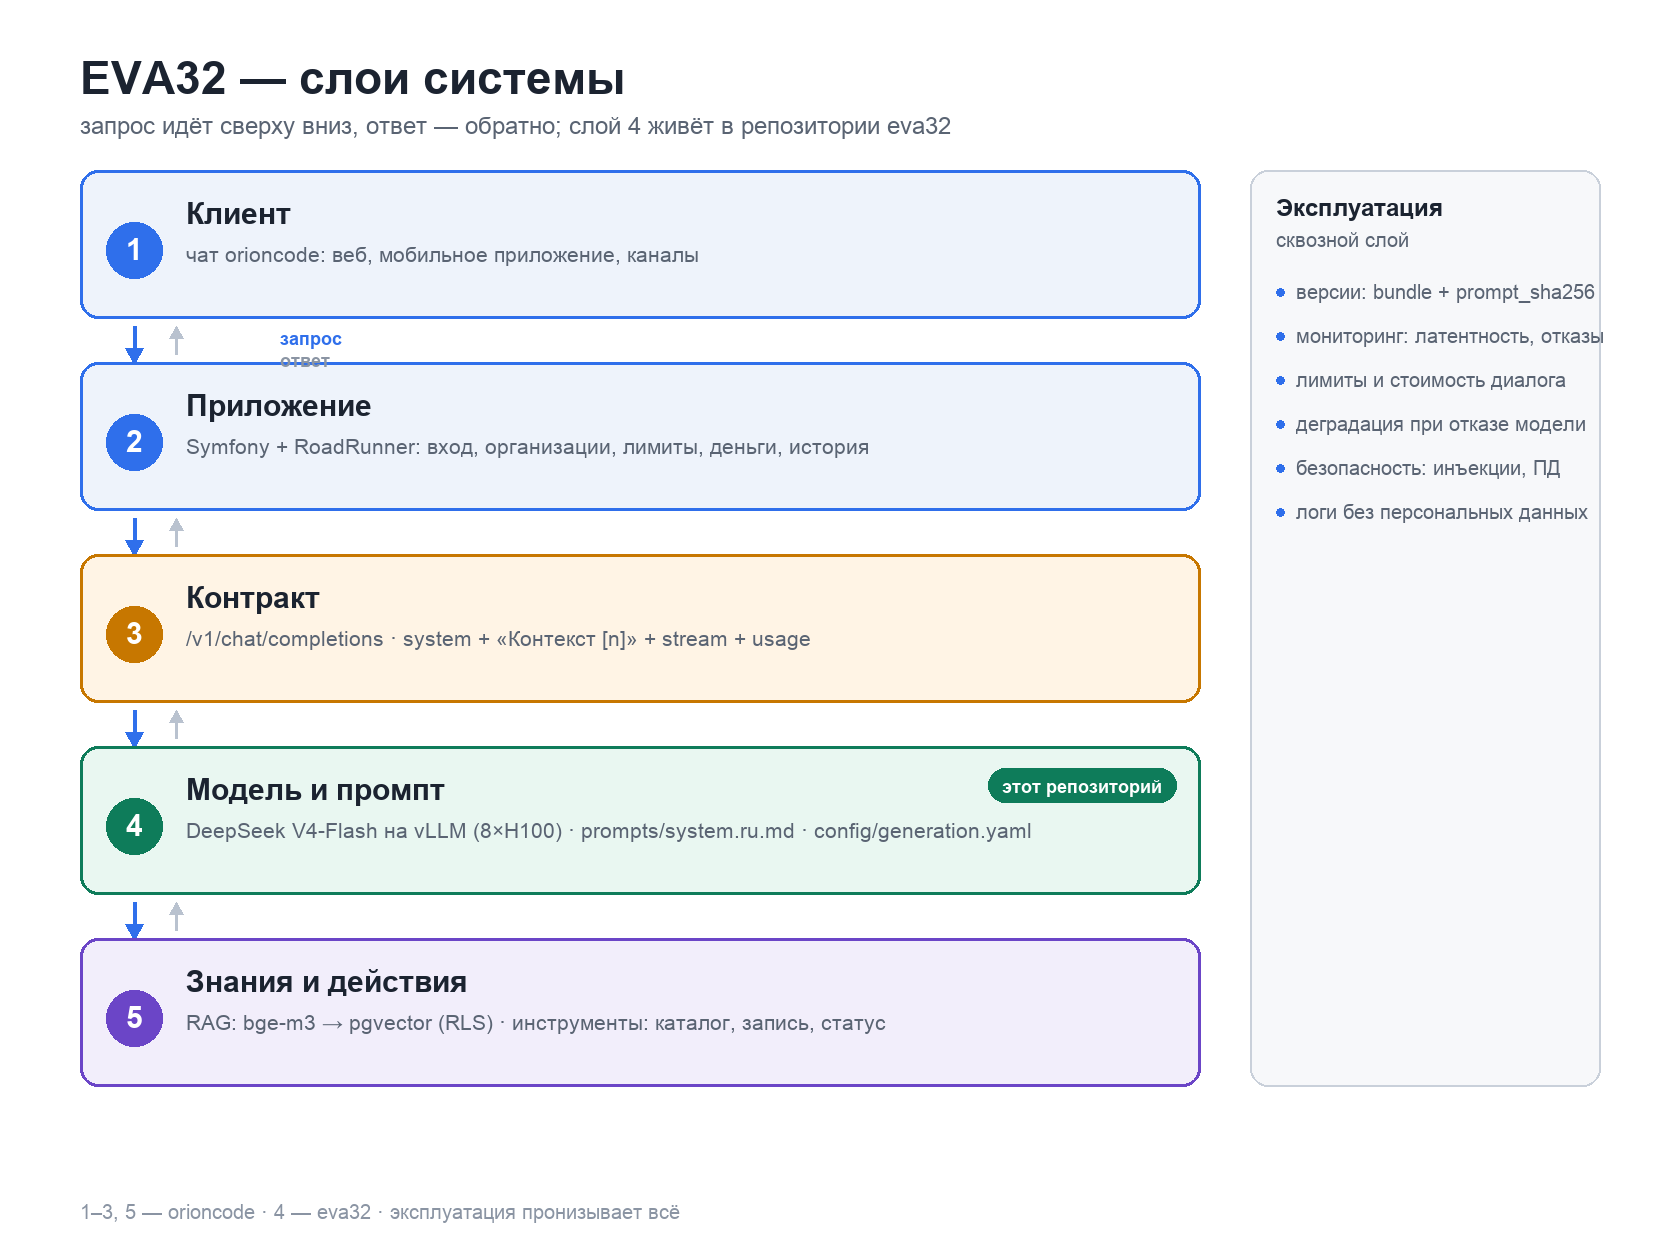 EVA32 — слои системы
запрос идёт сверху вниз, ответ — обратно; слой 4 живёт в репозитории eva32
1
Клиент
чат orioncode: веб, мобильное приложение, каналы
запрос
ответ
2
Приложение
Symfony + RoadRunner: вход, организации, лимиты, деньги, история
3
Контракт
/v1/chat/completions · system + «Контекст [n]» + stream + usage
4
Модель и промпт
этот репозиторий
DeepSeek V4-Flash на vLLM (8×H100) · prompts/system.ru.md · config/generation.yaml
5
Знания и действия
RAG: bge-m3 → pgvector (RLS) · инструменты: каталог, запись, статус
Эксплуатация
сквозной слой
версии: bundle + prompt_sha256
мониторинг: латентность, отказы
лимиты и стоимость диалога
деградация при отказе модели
безопасность: инъекции, ПД
логи без персональных данных
1–3, 5 — orioncode · 4 — eva32 · эксплуатация пронизывает всё